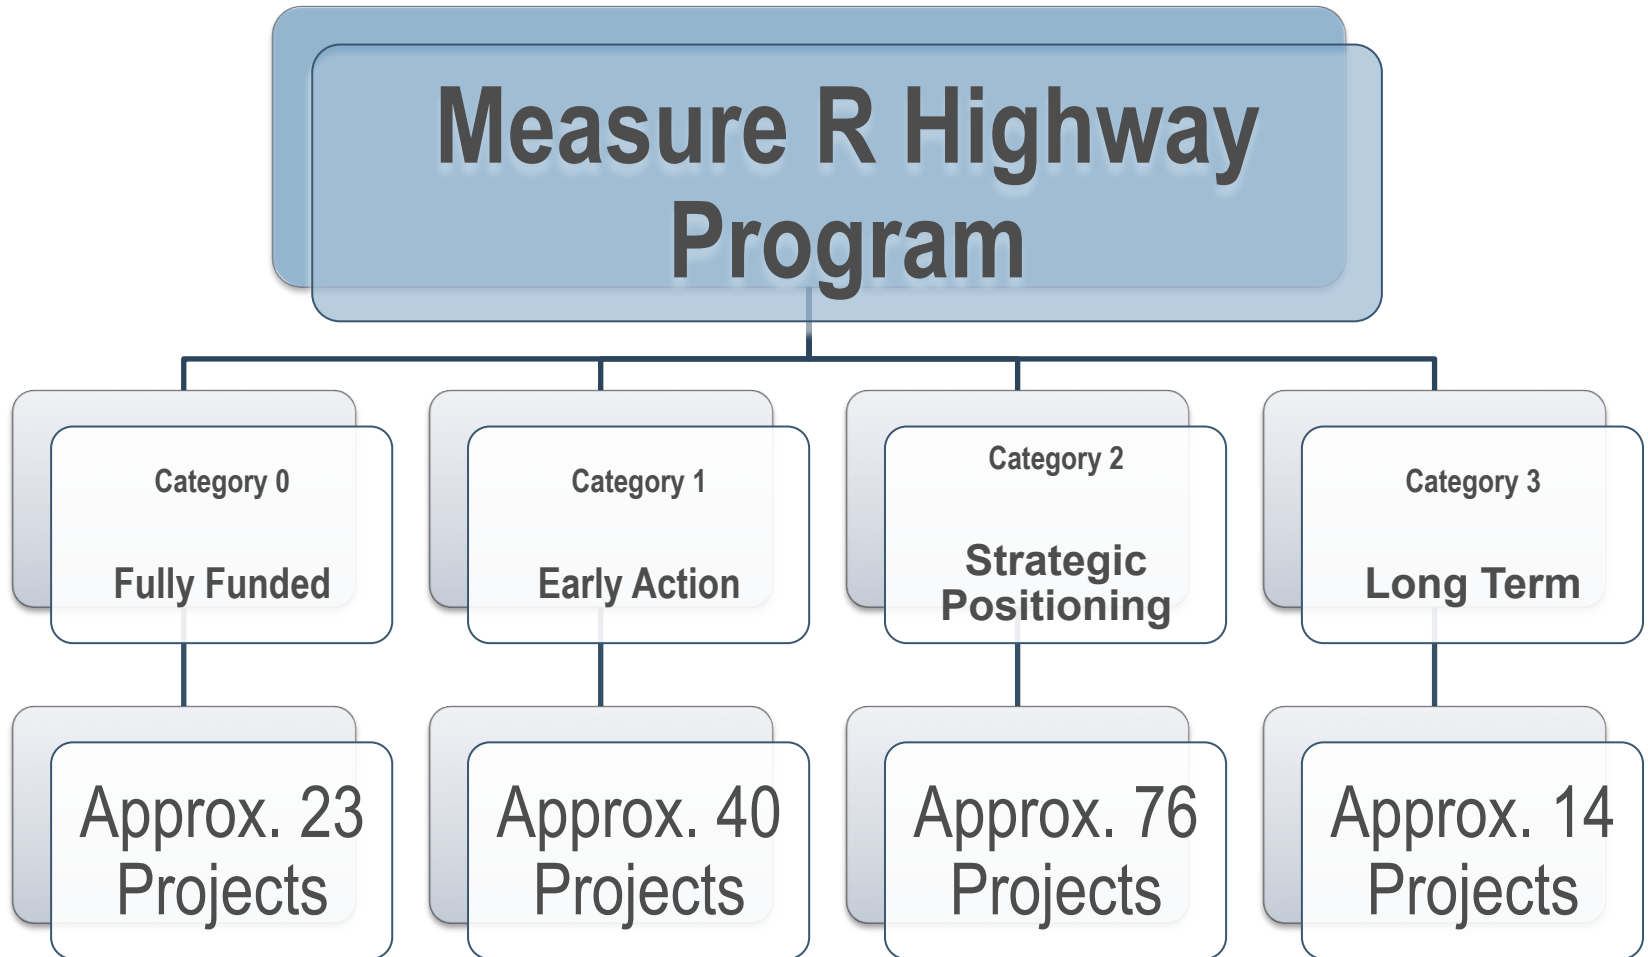 Measure R Highway
Program
Category 0
Fully Funded
Category 1
Early Action
Category 2
Strategic
Positioning
Category 3
Long Term
Approx. 23
Projects
Approx. 40
Projects
Approx. 76
Projects
Approx. 14
Projects